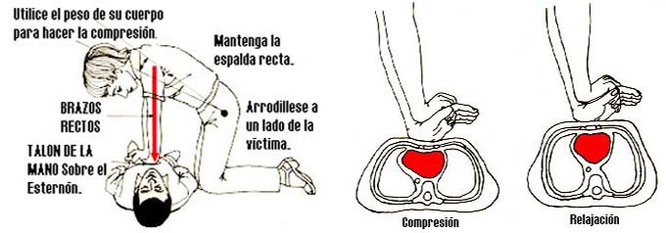 Utilice el peso de su cuerpo
para hacer la compresión.
Mantenga la
espalda recta.
BRAZOS
RECTOS
Arrodillese a
un lado de la
víctima.
TALON DE LA
MANO Sobre el
Esternón.
Compresión
Relajación